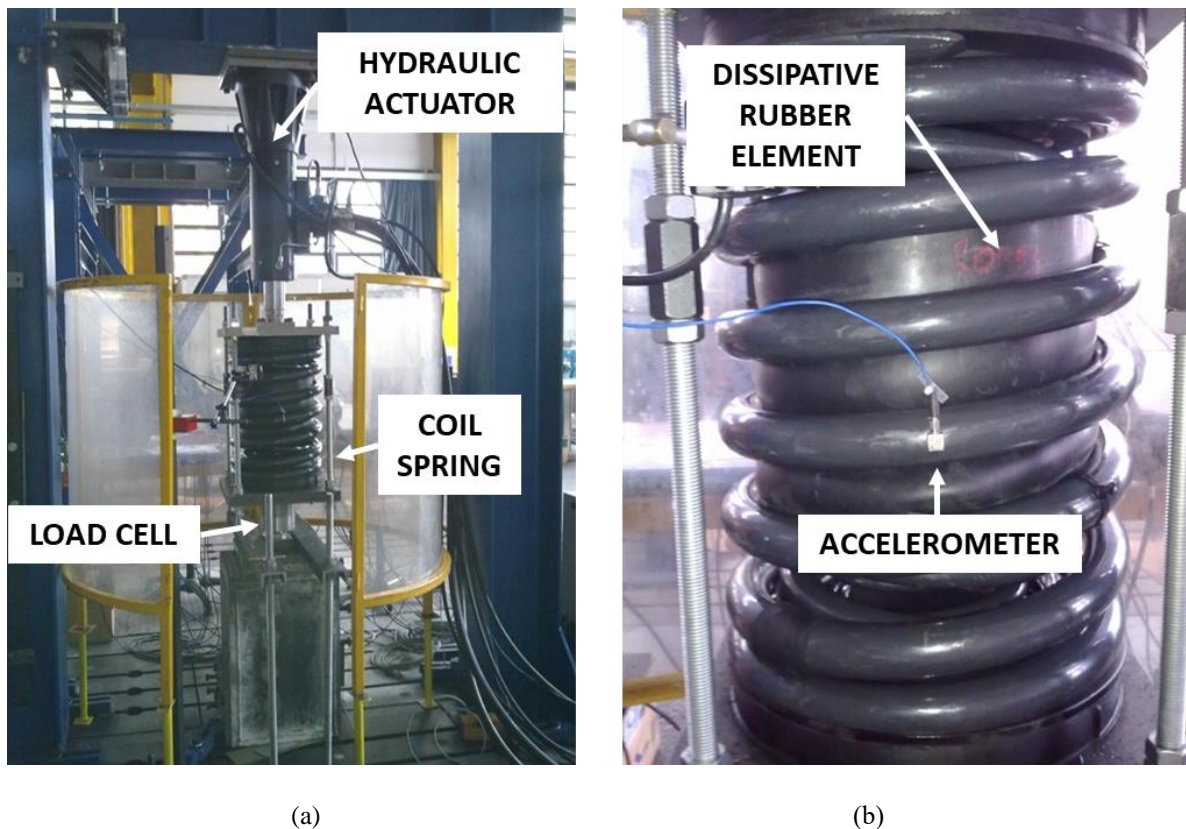 HYDRAULIC
ACTUATOR
COIL
SPRING
LOAD CELL
(a)
DISSIPATIVE
RUBBER
ELEMENT
ACCELEROMETER
(b)